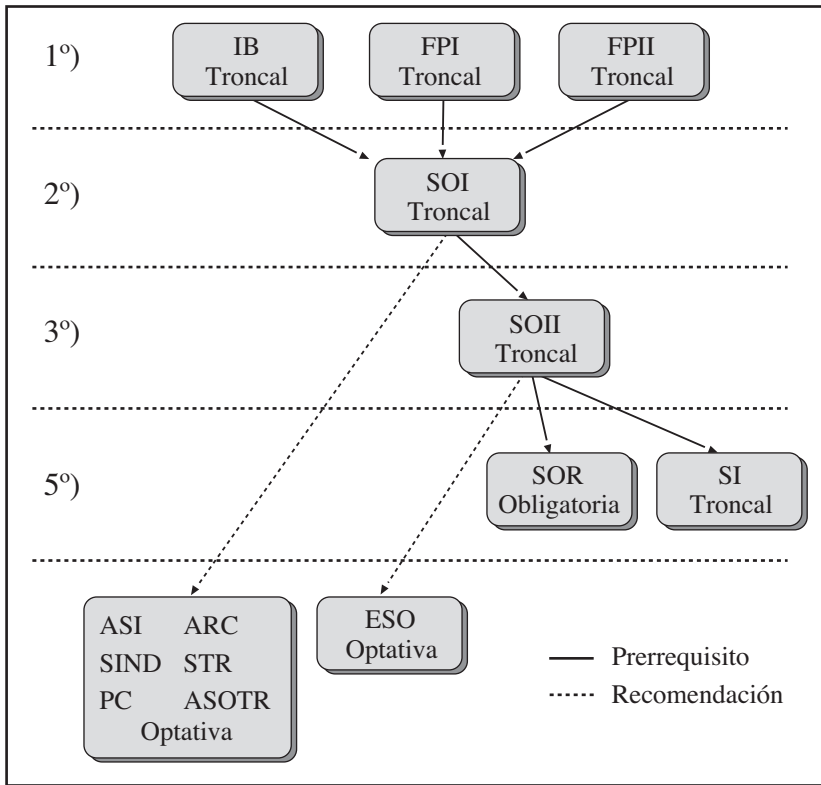 1º)
IB
Troncal
FPI
Troncal
FPII
Troncal
2º)
SOI
Troncal
3º)
SOII
Troncal
5º)
SOR
Obligatoria
SI
Troncal
ASI ARC
SIND STR
PC ASOTR
Optativa
ESO
Optativa
Prerrequisito
Recomendación